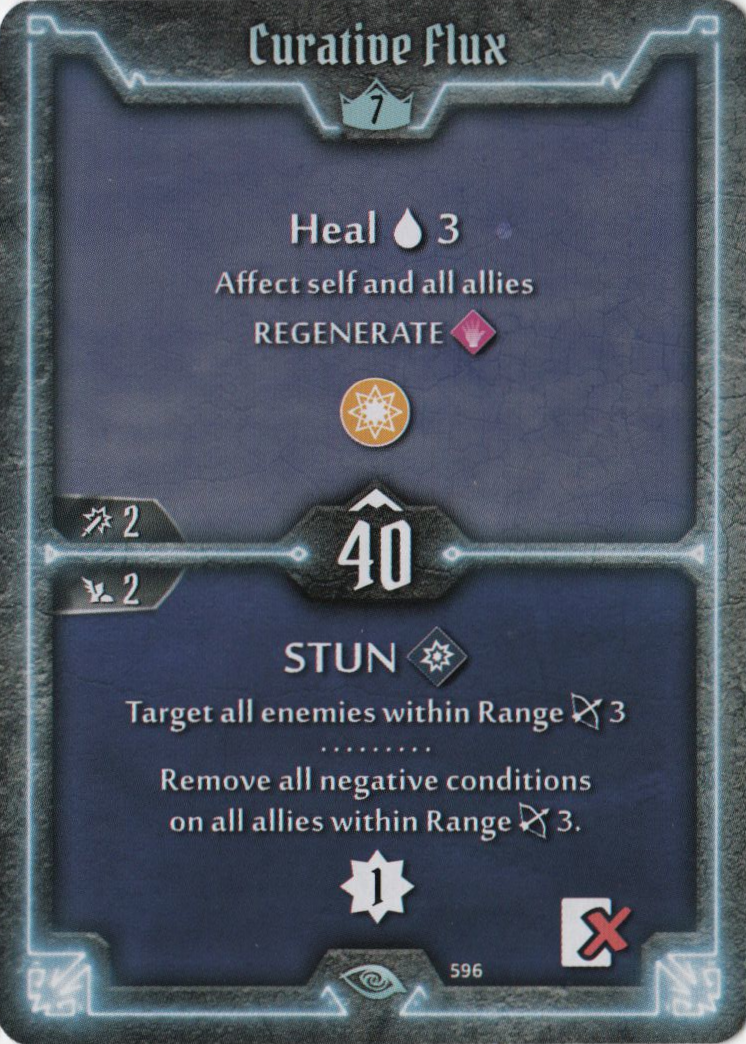 Curative Flux
7
Heal 3
Affect self and all allies
REGENERATE
2
40
2
STUN
Target all enemies within Range 3
.........
Remove all negative conditions
on all allies within Range 3.
1
596